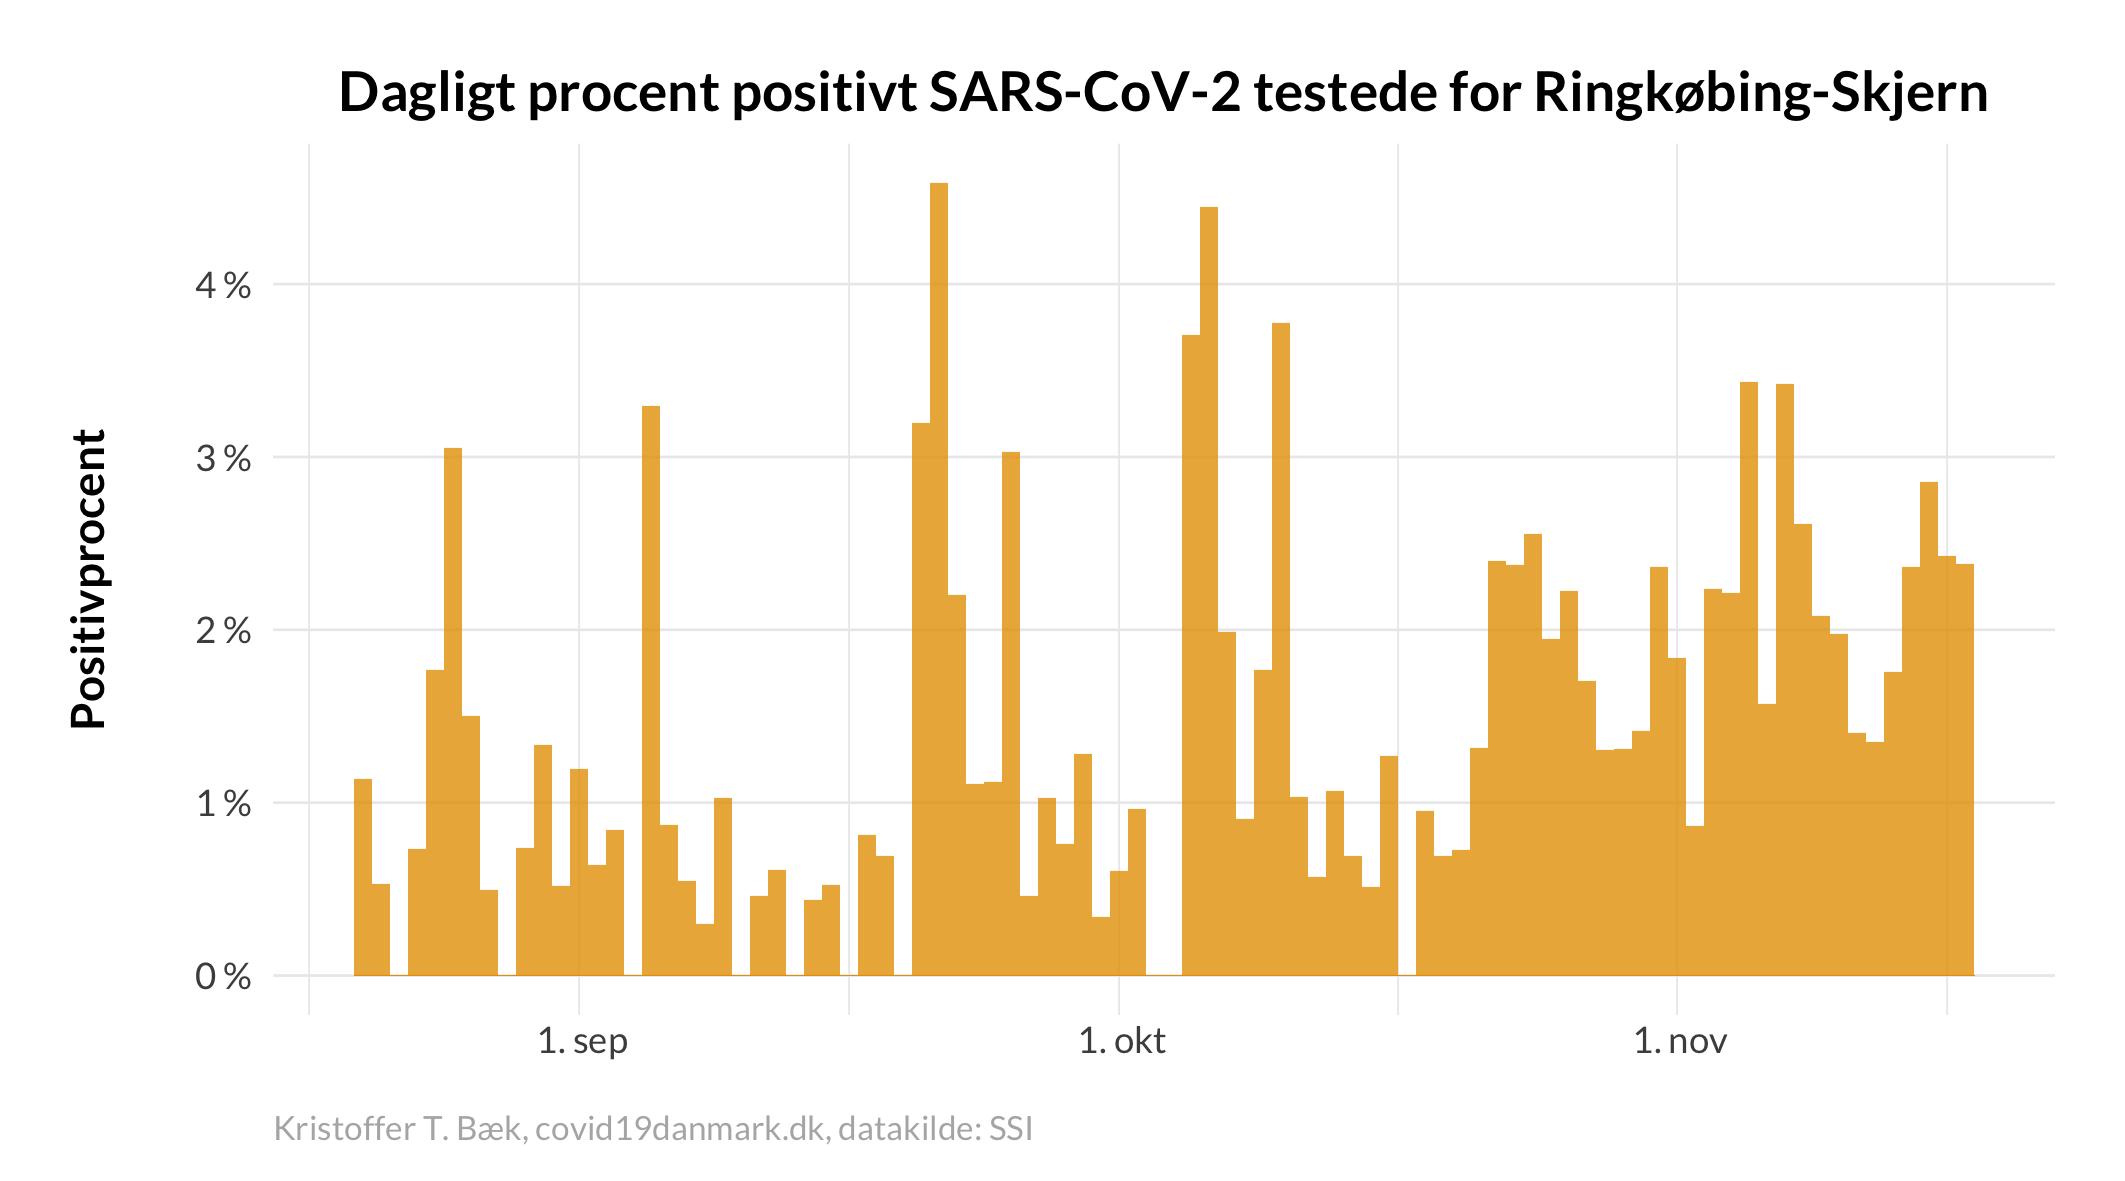 Dagligt procent positivt SARS-CoV-2 testede for Ringkøbing-Skjern
Positivprocent
4 %
3 %
2 %
1 %
0 %
1. sep
1. okt
1. nov
Kristoffer T. Bæk, covid19danmark.dk, datakilde: SSI